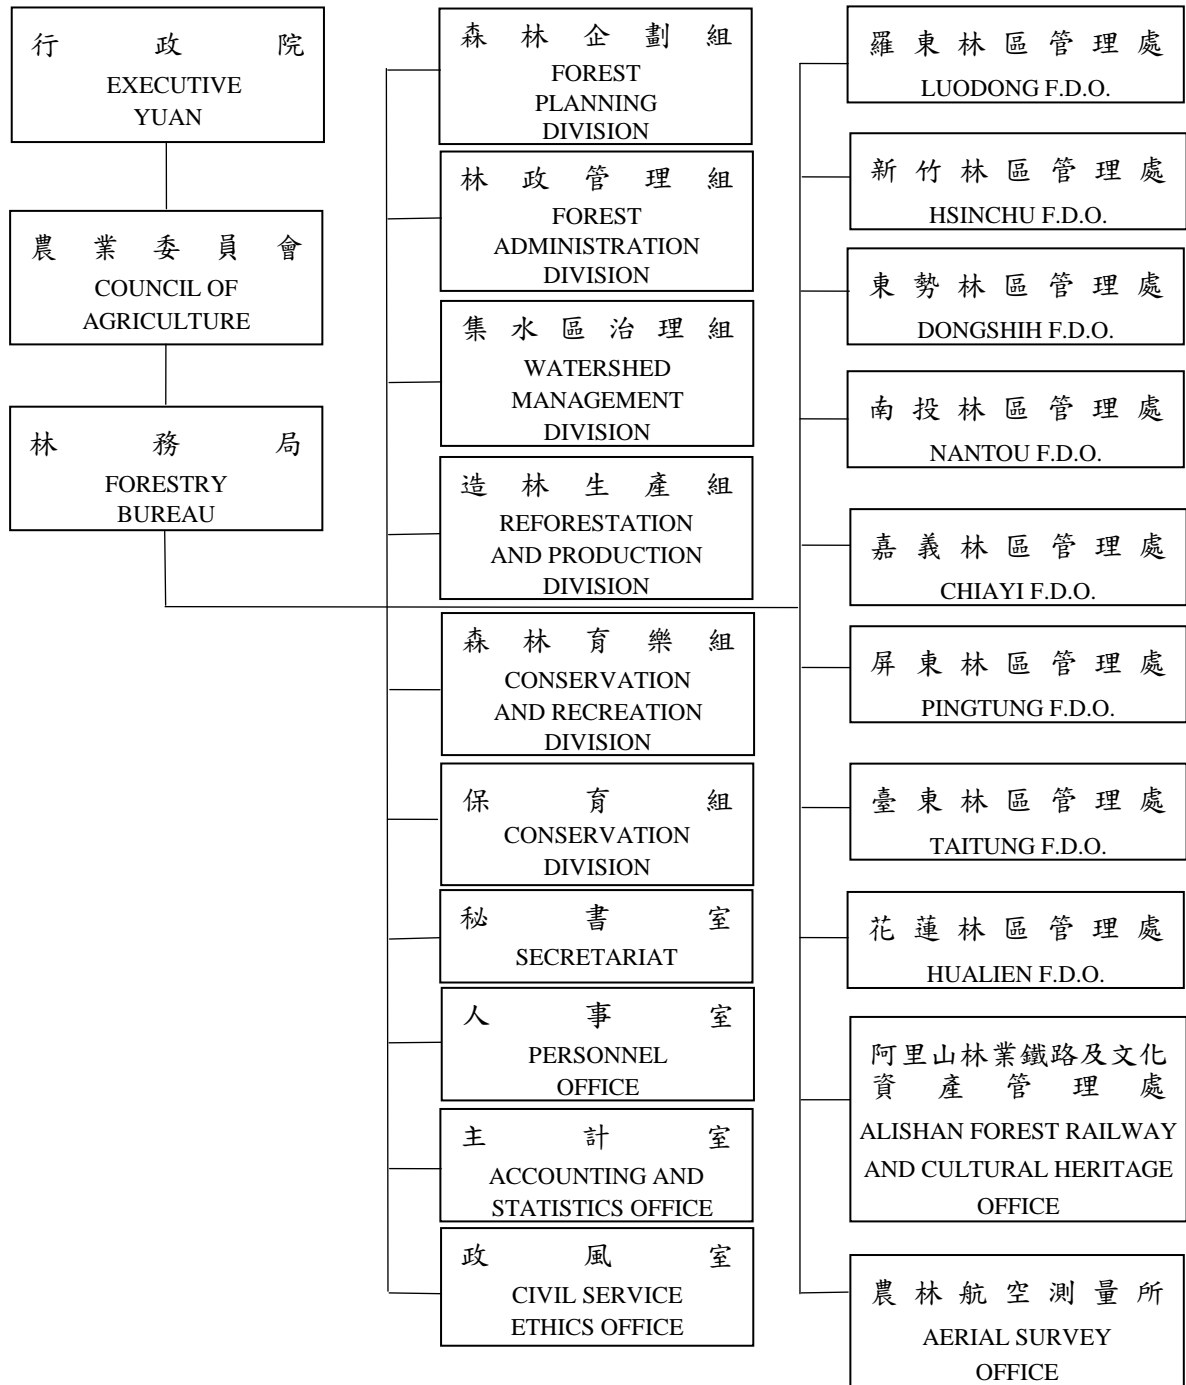 行政院
EXECUTIVE
YUAN
農業委員會
COUNCIL OF
AGRICULTURE
林務局
FORESTRY
BUREAU
森林企劃組
FOREST
PLANNING
DIVISION
林政管理組
FOREST
ADMINISTRATION
DIVISION
集水區治理組
WATERSHED
MANAGEMENT
DIVISION
造林生產組
REFORESTATION
AND PRODUCTION
DIVISION
森林育樂組
CONSERVATION
AND RECREATION
DIVISION
保育組
CONSERVATION
DIVISION
秘書室
SECRETARIAT
人事室
PERSONNEL
OFFICE
主計室
ACCOUNTING AND
STATISTICS OFFICE
政風室
CIVIL SERVICE
ETHICS OFFICE
羅東林區管理處
LUODONG F.D.O.
新竹林區管理處
HSINCHU F.D.O.
東勢林區管理處
DONGSHIH F.D.O.
南投林區管理處
NANTOU F.D.O.
嘉義林區管理處
CHIAYI F.D.O.
屏東林區管理處
PINGTUNG F.D.O.
臺東林區管理處
TAITUNG F.D.O.
花蓮林區管理處
HUALIEN F.D.O.
阿里山林業鐵路及文化
資產管理處
ALISHAN FOREST RAILWAY
AND CULTURAL HERITAGE
OFFICE
農林航空測量所
AERIAL SURVEY
OFFICE